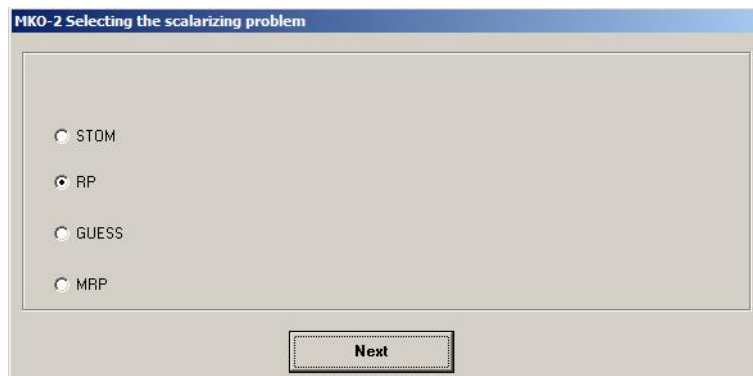 MKO-2 Selecting the scalarizing problem
STOM
RP
GUESS
MRP
Next